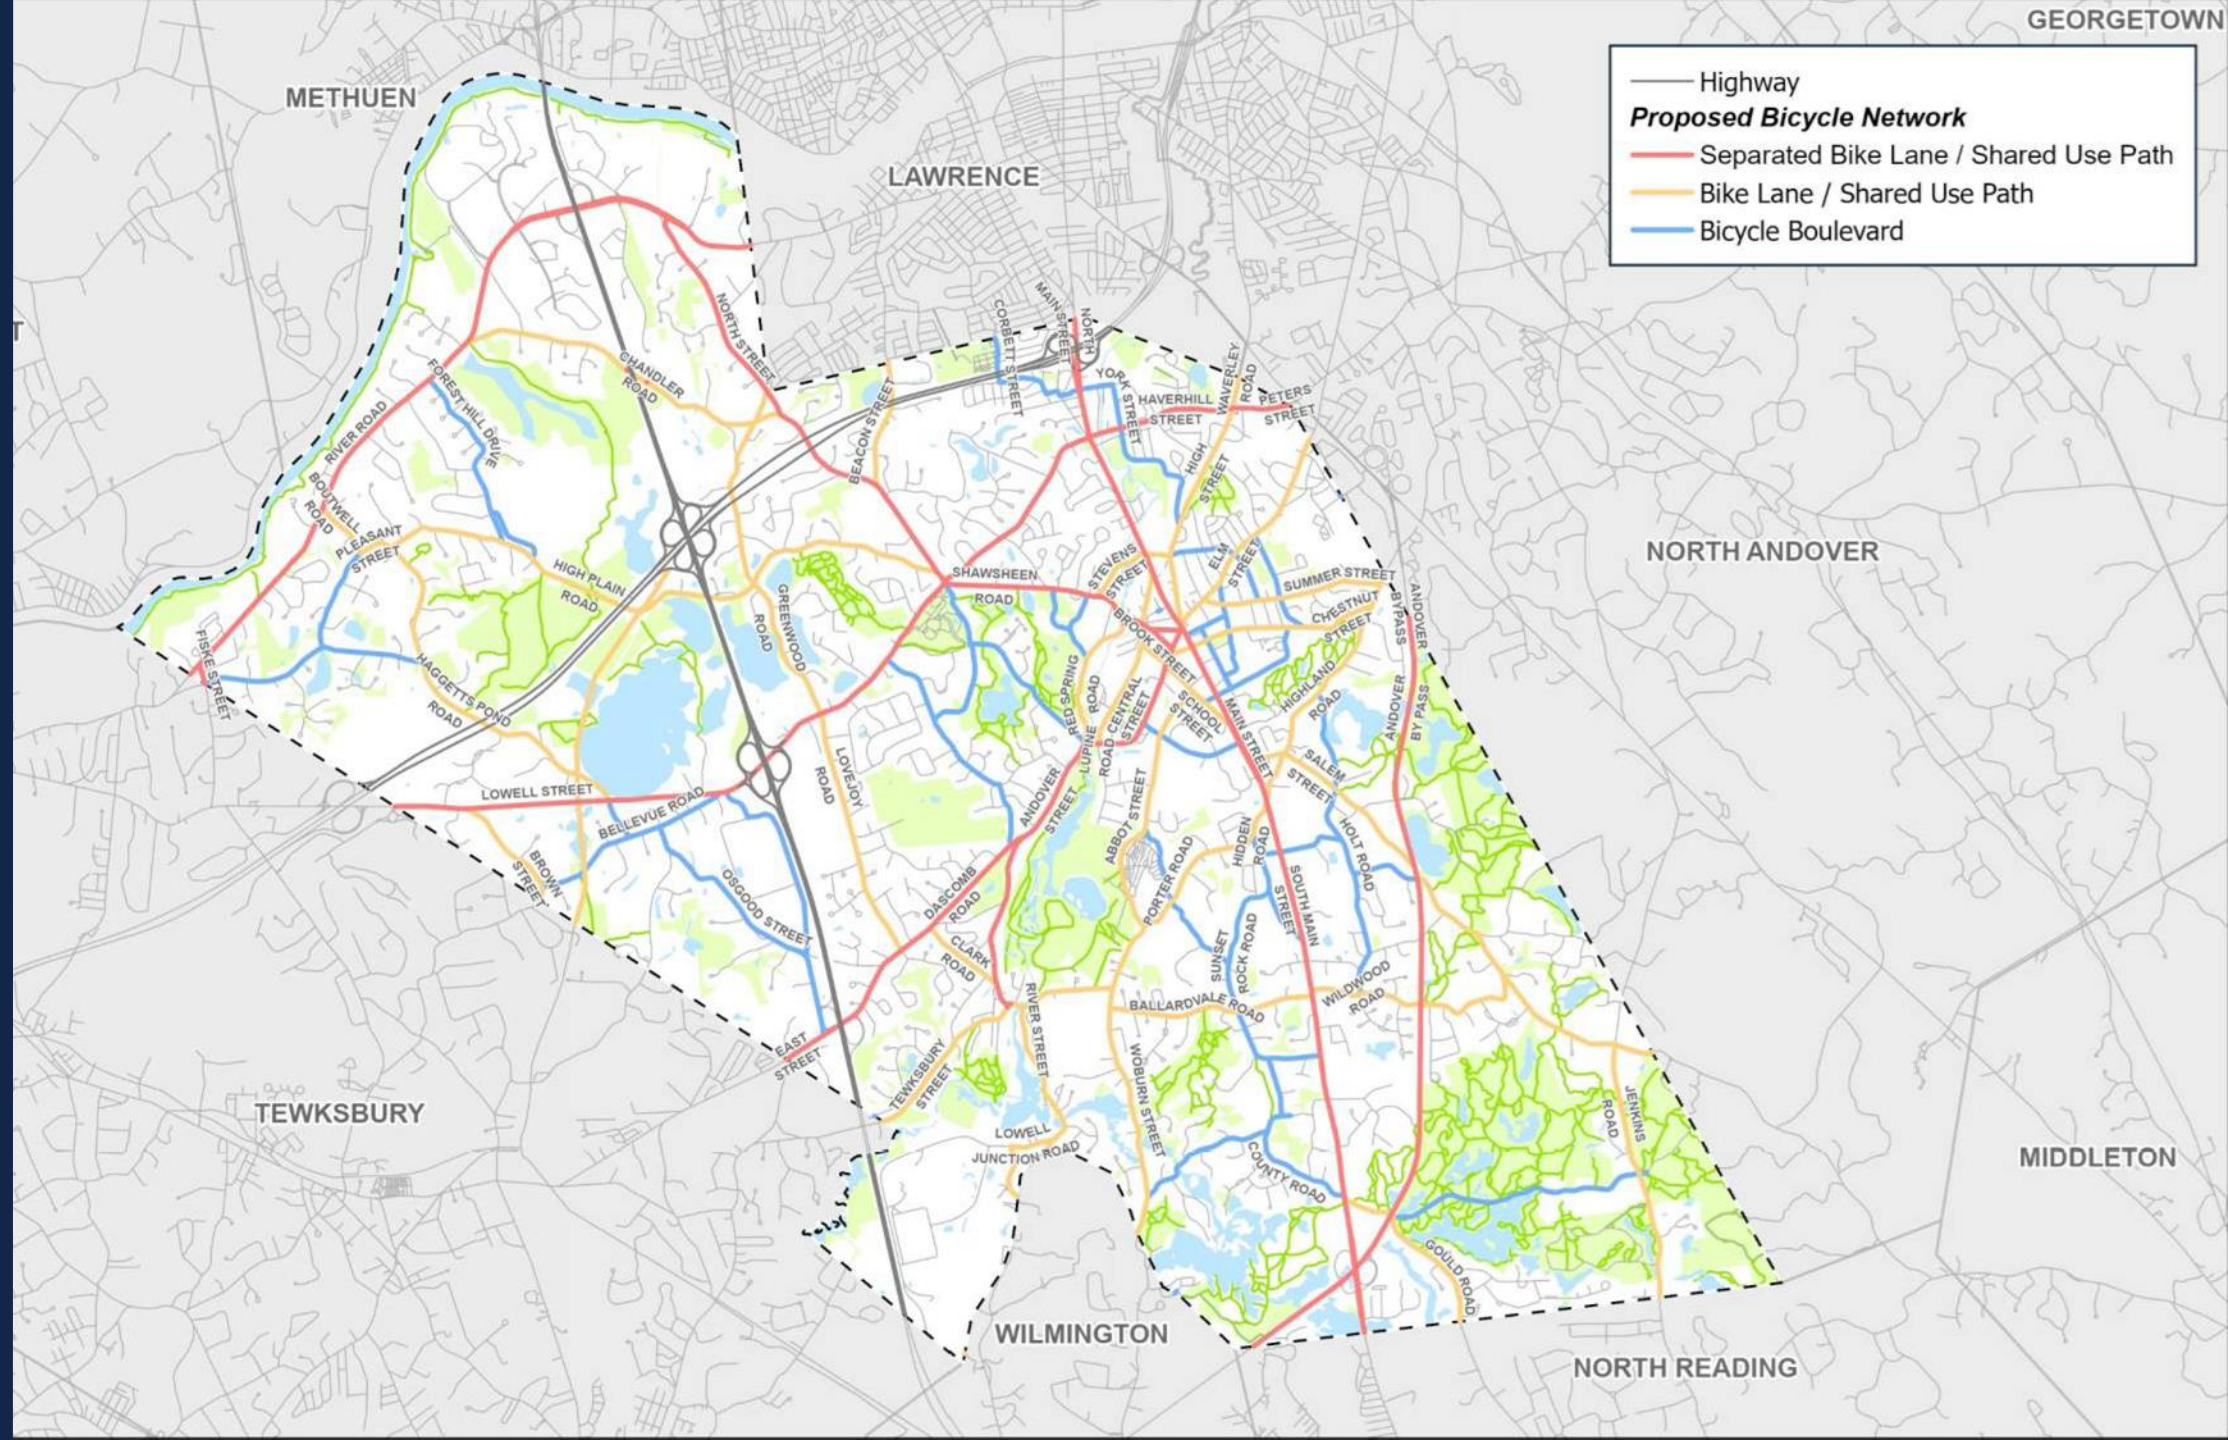 GEORGETOWN
Highway
Proposed Bicycle Network
Separated Bike Lane / Shared Use Path
Bike Lane / Shared Use Path
Bicycle Boulevard
METHUEN
LAWRENCE
T
NORTH ANDOVER
TEWKSBURY
MIDDLETON
WILMINGTON
NORTH READING
NORTH STREET
CORBETT STREET
MAIN STREET
NORTH
YORK STREET
WAVERLEY
ROAD
HAVERHILL
STREET
PETERS
STREET
CHANDLER
ROAD
FOREST HILL DRIVE
RIVER ROAD
BEACON STREET
HIGH
STREET
BOUTWELL
ROAD
PLEASANT
STREET
HIGH PLAIN
ROAD
GREENWOOD
ROAD
SHAWSHEEN
ROAD
STEVENS
STREET
ELM
STREET
SUMMER STREET
CHESTNUT
STREET
ANDOVER
BYPASS
BROOK STREET
FISKE STREET
HAGGETTS POND
ROAD
RED SPRING
ROAD
LUPINE
ROAD
CENTRAL
STREET
SCHOOL
STREET
MAIN STREET
HIGHLAND
ROAD
ANDOVER
BY PASS
LOWELL STREET
BELLEVUE ROAD
LOVEJOY
ROAD
ANDOVER
STREET
ABBOT STREET
SALEM
STREET
HIDDEN
ROAD
HOLT ROAD
BROWN
STREET
OSGOOD STREET
DASCOMB
ROAD
PORTER ROAD
SOUTH MAIN
STREET
CLARK
ROAD
SUNSET
ROCK ROAD
WILDWOOD
ROAD
BALLARDVALE ROAD
RIVER STREET
EAST
STREET
TEWKSBURY
STREET
WOBURN STREET
LOWELL
JUNCTION ROAD
JENKINS
ROAD
COUNTY ROAD
GOULD ROAD